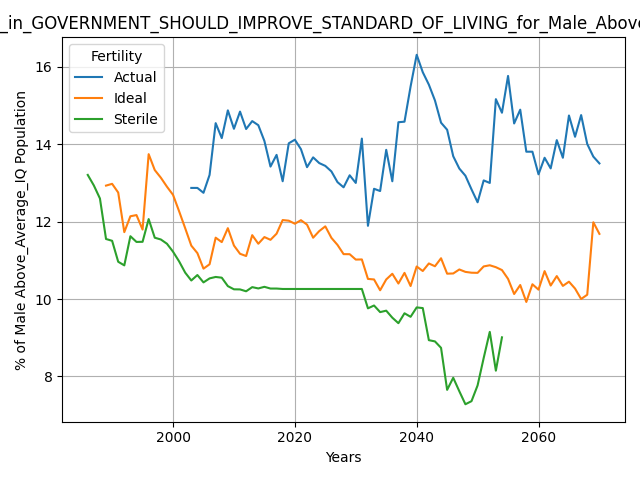 _in_GOVERNMENT_SHOULD_IMPROVE_STANDARD_OF_LIVING_for_Male_Above
Fertility
Actual
Ideal
Sterile
% of Male Above_Average_IQ Population
16
14
12
10
8
2000
2020
2040
2060
Years